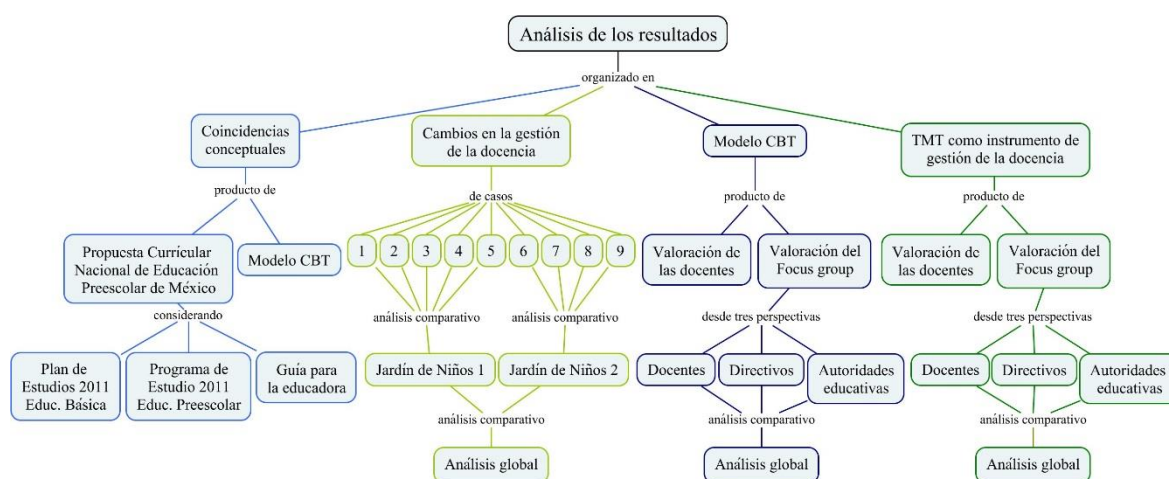 Análisis de los resultados
organizado en
Coincidencias
conceptuales
Cambios en la gestión
de la docencia
Modelo CBT
TMT como instrumento de
gestión de la docencia
producto de
de casos
producto de
producto de
Propuesta Currícular
Nacional de Educación
Preescolar de México
Modelo CBT
1 2 3 4 5 6 7 8 9
Valoración de
las docentes
Valoración del
Focus group
Valoración de
las docentes
Valoración del
Focus group
considerando
análisis comparativo
análisis comparativo
desde tres perspectivas
desde tres perspectivas
Plan de
Estudios 2011
Educ. Básica
Programa de
Estudio 2011
Educ. Preescolar
Guía para
la educadora
Jardín de Niños 1
Jardín de Niños 2
Docentes
Directivos
Autoridades
educativas
Docentes
Directivos
Autoridades
educativas
análisis comparativo
análisis comparativo
análisis comparativo
Análisis global
Análisis global
Análisis global